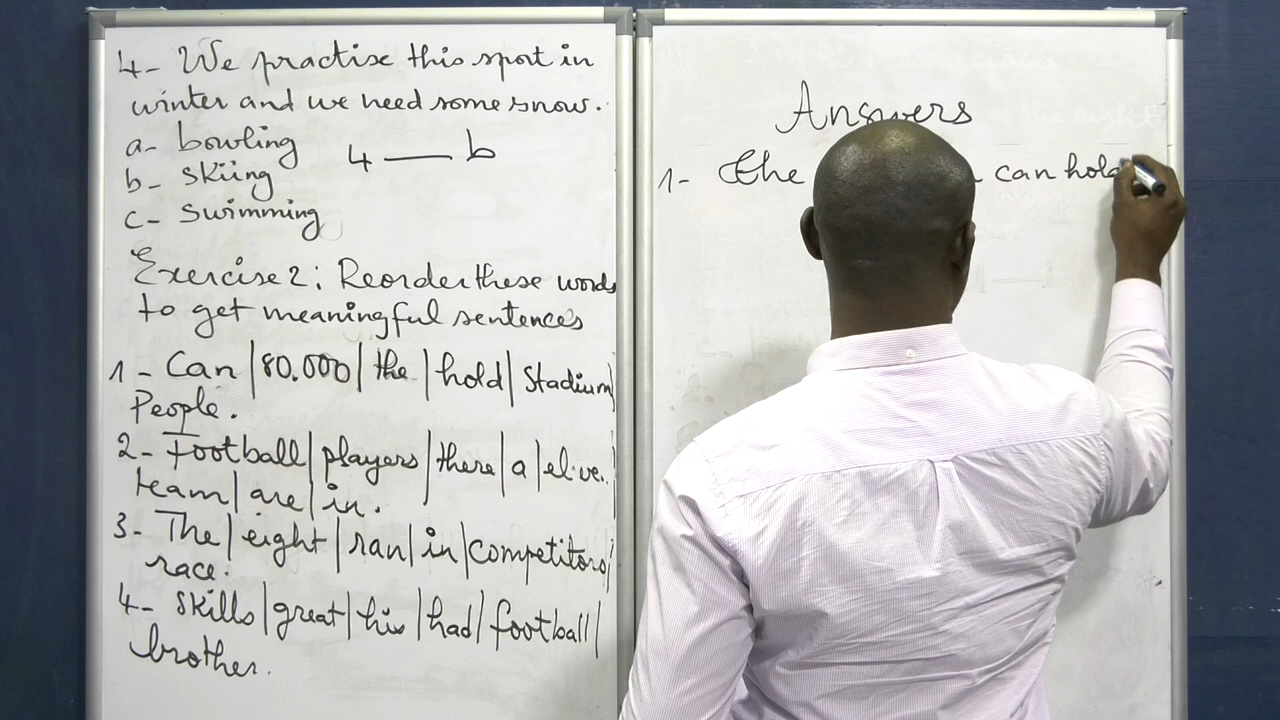 4- We practise this sport in
winter and we need some snow.
a- bowling
b- skiing
4 — b
c- swimming
Exercise 2: Reorder these words
to get meaningful sentences
1- Can | 80.000 | the | hold | Stadium |
People.
2- Football | players | there | a |
team | are | in.
3- The | eight | ran | in | competitors |
race.
4- Skills | great | his | had | football |
brother.
Answers
1- The can hold